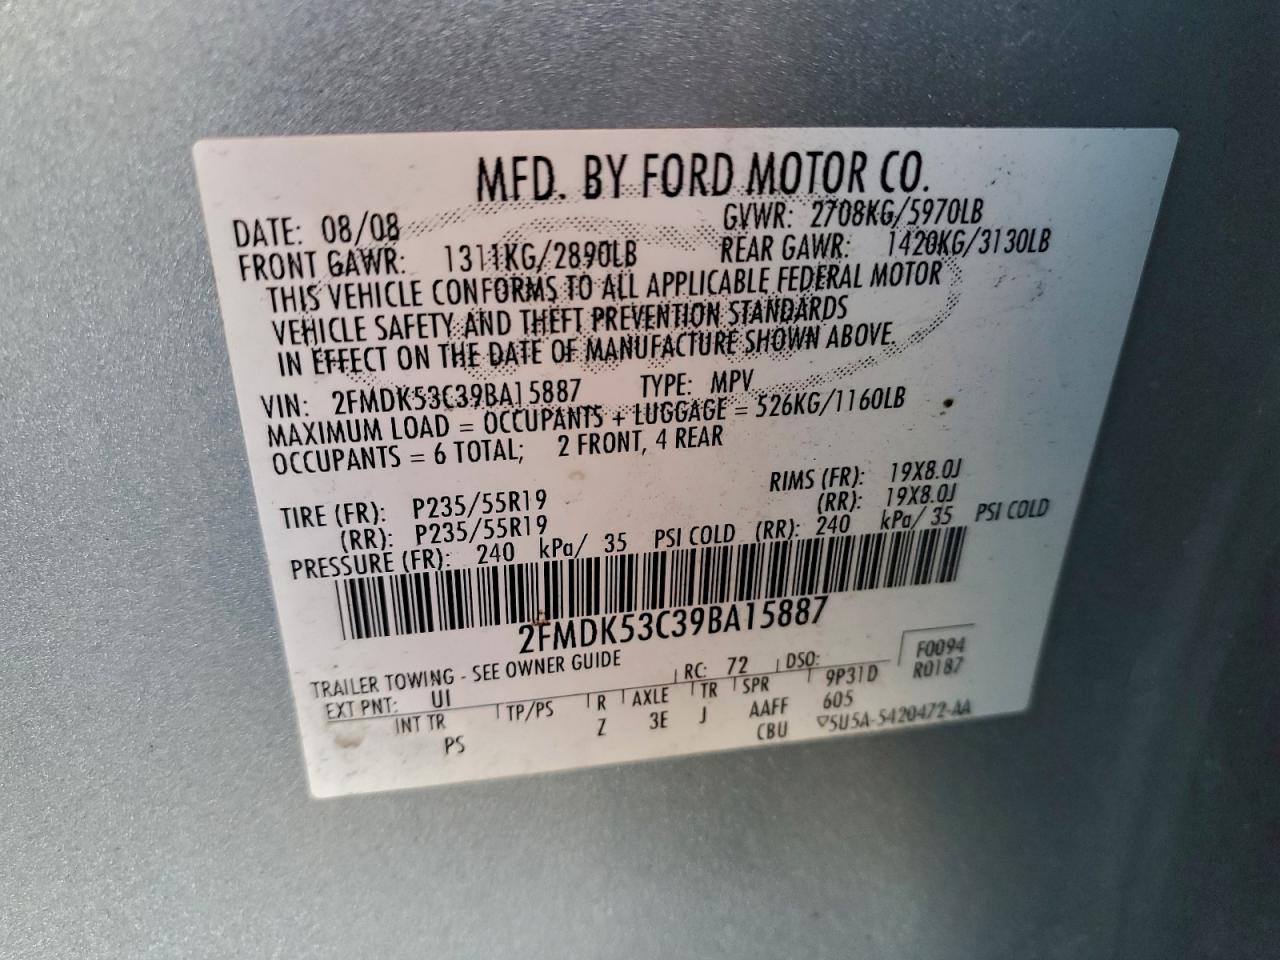 MFD. BY FORD MOTOR CO.
DATE: 08/08 GVWR: 2708KG/5970LB
FRONT GAWR: 1311KG/2890LB REAR GAWR: 1420KG/3130LB
THIS VEHICLE CONFORMS TO ALL APPLICABLE FEDERAL MOTOR
VEHICLE SAFETY AND THEFT PREVENTION STANDARDS
IN EFFECT ON THE DATE OF MANUFACTURE SHOWN ABOVE.
VIN: 2FMDK53C39BA15887 TYPE: MPV
MAXIMUM LOAD = OCCUPANTS + LUGGAGE = 526KG/1160LB
OCCUPANTS = 6 TOTAL; 2 FRONT, 4 REAR
TIRE (FR): P235/55R19 RIMS (FR): 19X8.0J
(RR): P235/55R19 (RR): 19X8.0J
PRESSURE (FR): 240 kPa/ 35 PSI COLD (RR): 240 kPa/ 35 PSI COLD
2FMDK53C39BA15887
TRAILER TOWING - SEE OWNER GUIDE
EXT PNT: UI RC: 72 DSO: F0094
R0187
INT TR TP/PS R AXLE TR SPR 9P31D
PS Z 3E J AAFF 605
CBU ▽5U5A-5420472-AA